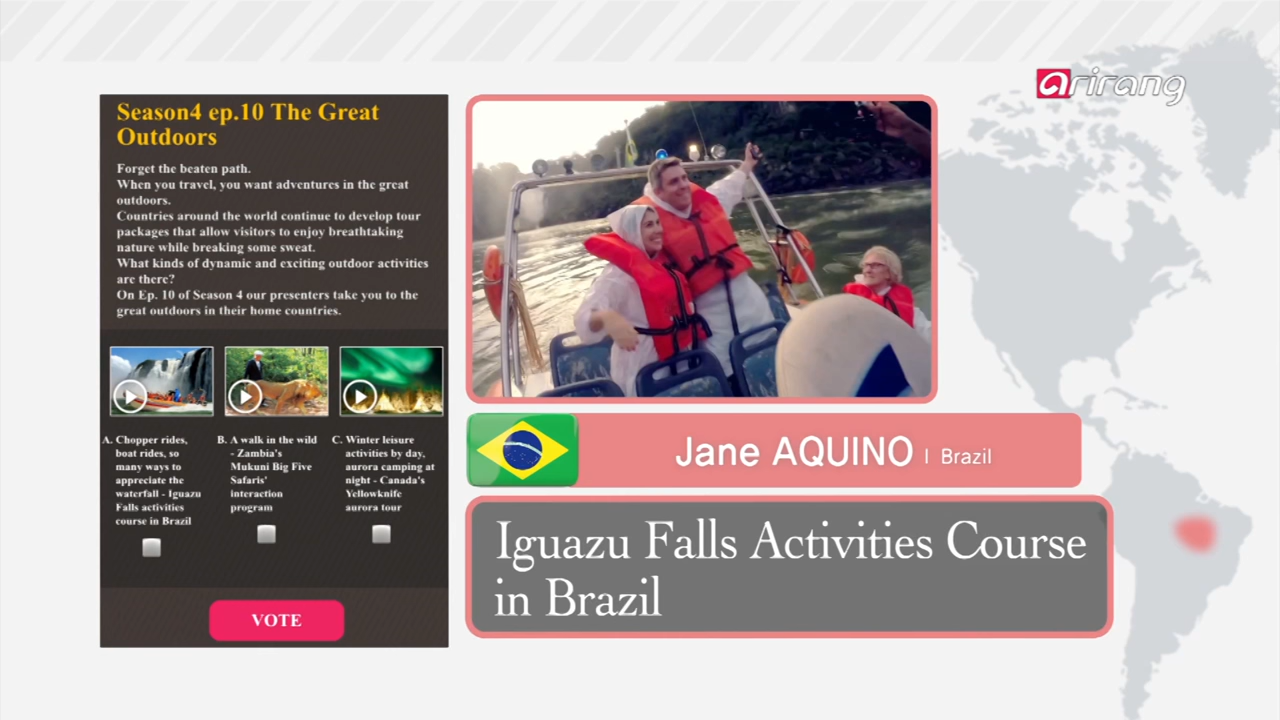 arirang
Season4 ep.10 The Great
Outdoors
Forget the beaten path.
When you travel, you want adventures in the great
outdoors.
Countries around the world continue to develop tour
packages that allow visitors to enjoy breathtaking
nature while breaking some sweat.
What kinds of dynamic and exciting outdoor activities
are there?
On Ep. 10 of Season 4 our presenters take you to the
great outdoors in their home countries.
A. Chopper rides,
boat rides, so
many ways to
appreciate the
waterfall - Iguazu
Falls activities
course in Brazil
B. A walk in the wild
- Zambia's
Mukuni Big Five
Safaris'
interaction
program
C. Winter leisure
activities by day,
aurora camping at
night - Canada's
Yellowknife
aurora tour
VOTE
Jane AQUINO | Brazil
Iguazu Falls Activities Course
in Brazil